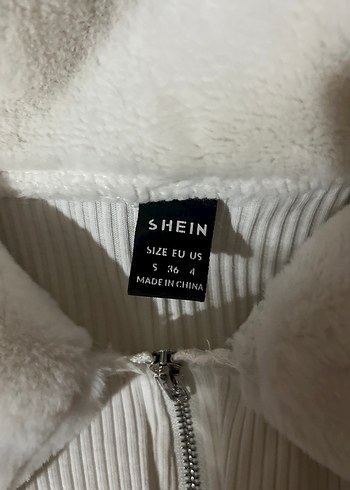 SHEIN
SIZE EU US
S 36 4
MADE IN CHINA